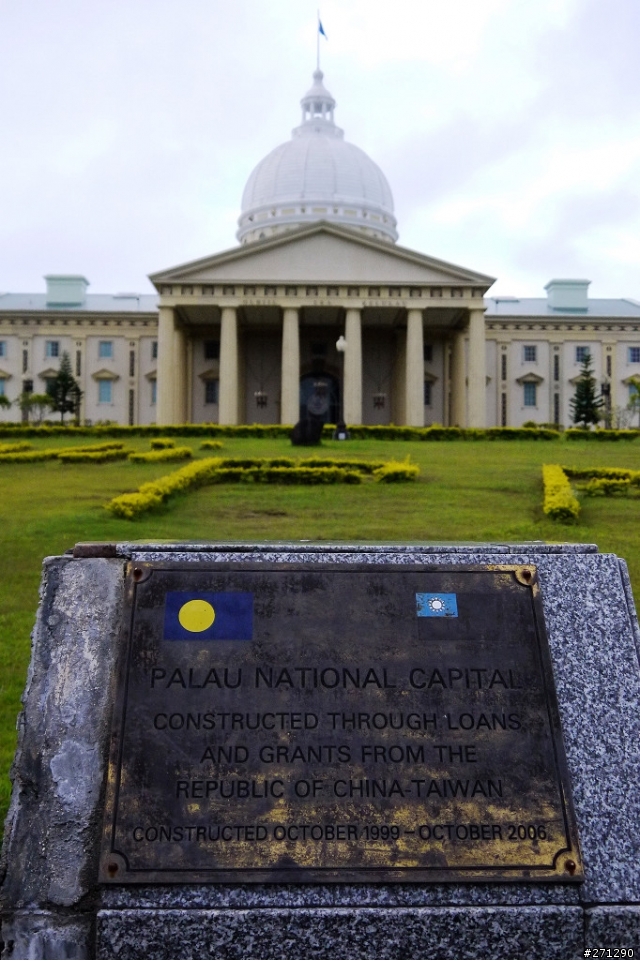 PALAU NATIONAL CAPITAL
CONSTRUCTED THROUGH LOANS
AND GRANTS FROM THE
REPUBLIC OF CHINA-TAIWAN
CONSTRUCTED OCTOBER 1999 – OCTOBER 2006
#271290